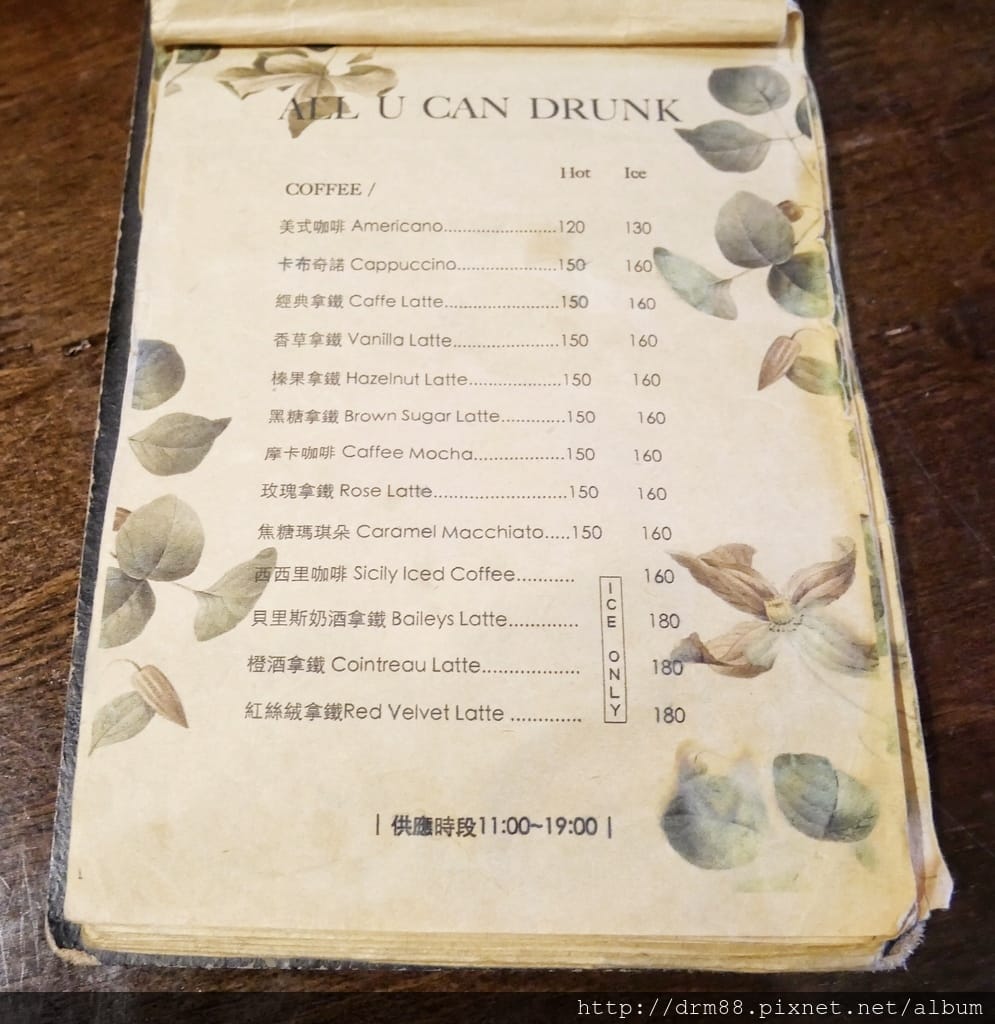 ALL U CAN DRUNK
Hot Ice
COFFEE /
美式咖啡 Americano........................120 130
卡布奇諾 Cappuccino......................150 160
經典拿鐵 Caffe Latte.........................150 160
香草拿鐵 Vanilla Latte.......................150 160
榛果拿鐵 Hazelnut Latte....................150 160
黑糖拿鐵 Brown Sugar Latte..............150 160
摩卡咖啡 Caffee Mocha....................150 160
玫瑰拿鐵 Rose Latte.............................150 160
焦糖瑪琪朵 Caramel Macchiato.....150 160
西西里咖啡 Sicily Iced Coffee........... 160
貝里斯奶酒拿鐵 Baileys Latte............. 180
橙酒拿鐵 Cointreau Latte.................... 180
紅絲絨拿鐵Red Velvet Latte ............. 180
ICE ONLY
| 供應時段11:00~19:00 |
http://drm88.pixnet.net/album